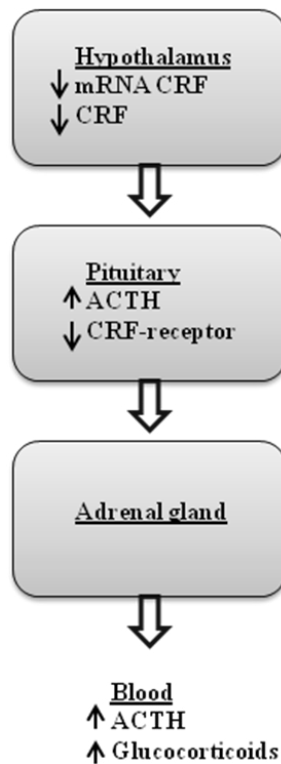 Hypothalamus
↓ mRNA CRF
↓ CRF
Pituitary
↑ ACTH
↓ CRF-receptor
Adrenal gland
Blood
↑ ACTH
↑ Glucocorticoids